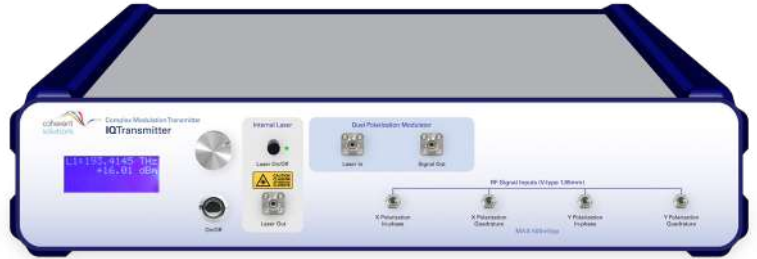 coherent
solutions
Complex Modulation Transmitter
IQTransmitter
L1:193.4145 THz
+16.01 dBm
On/Off
Internal Laser
Laser On/Off
CAUTION
Laser Out
Dual Polarization Modulator
Laser In
Signal Out
RF Signal Inputs (V-type 1.85mm)
X Polarization
In-phase
X Polarization
Quadrature
Y Polarization
In-phase
Y Polarization
Quadrature